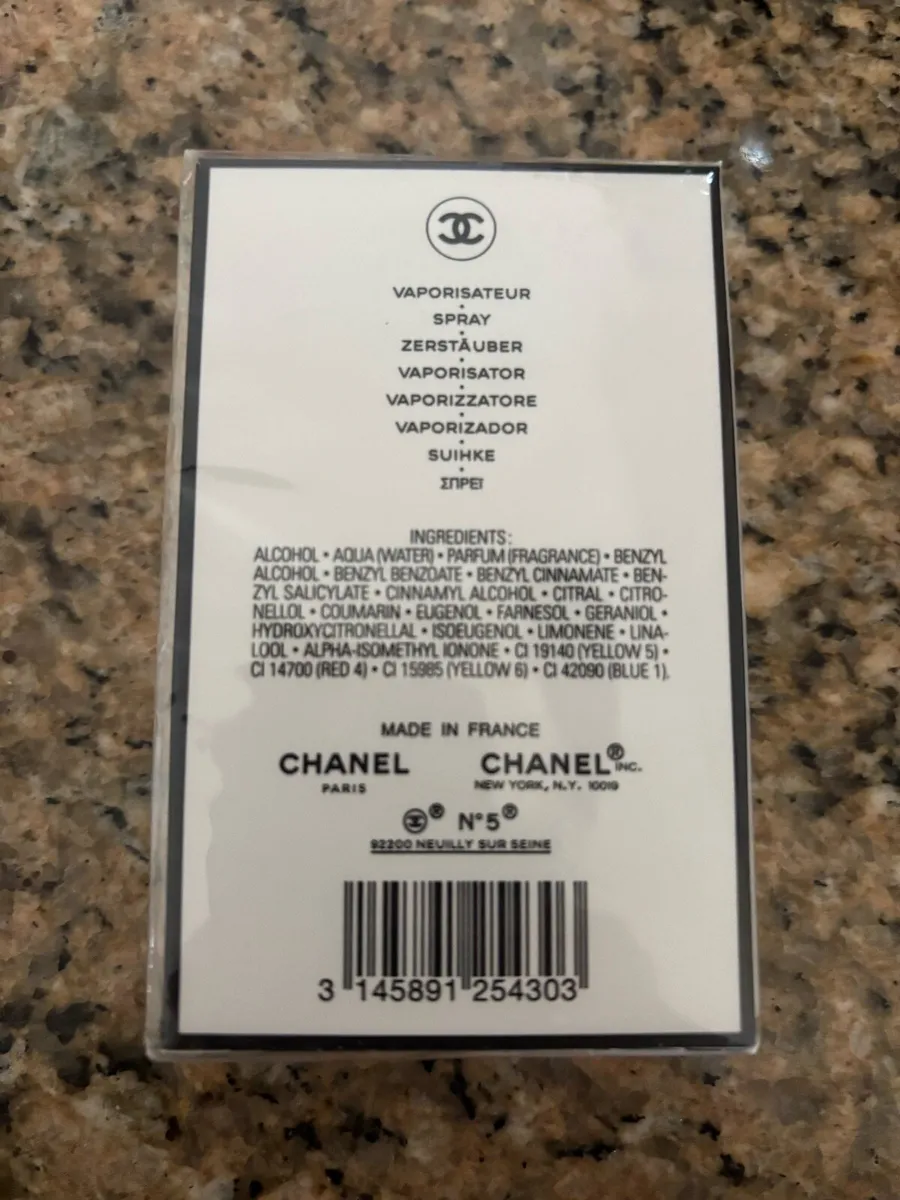 VAPORISATEUR
SPRAY
ZERSTÄUBER
VAPORISATOR
VAPORIZZATORE
VAPORIZADOR
SUIHKE
ΣΠΡΕΪ
INGREDIENTS:
ALCOHOL • AQUA (WATER) • PARFUM (FRAGRANCE) • BENZYL
ALCOHOL • BENZYL BENZOATE • BENZYL CINNAMATE • BEN-
ZYL SALICYLATE • CINNAMYL ALCOHOL • CITRAL • CITRO-
NELLOL • COUMARIN • EUGENOL • FARNESOL • GERANIOL •
HYDROXYCITRONELLAL • ISOEUGENOL • LIMONENE • LINA-
LOOL • ALPHA-ISOMETHYL IONONE • CI 19140 (YELLOW 5) •
CI 14700 (RED 4) • CI 15985 (YELLOW 6) • CI 42090 (BLUE 1).
MADE IN FRANCE
CHANEL CHANEL® INC.
PARIS NEW YORK, N.Y. 10019
® N°5®
92200 NEUILLY SUR SEINE
3 145891 254303